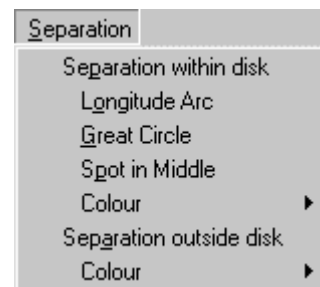 Separation
Separation within disk
Longitude Arc
Great Circle
Spot in Middle
Colour
Separation outside disk
Colour